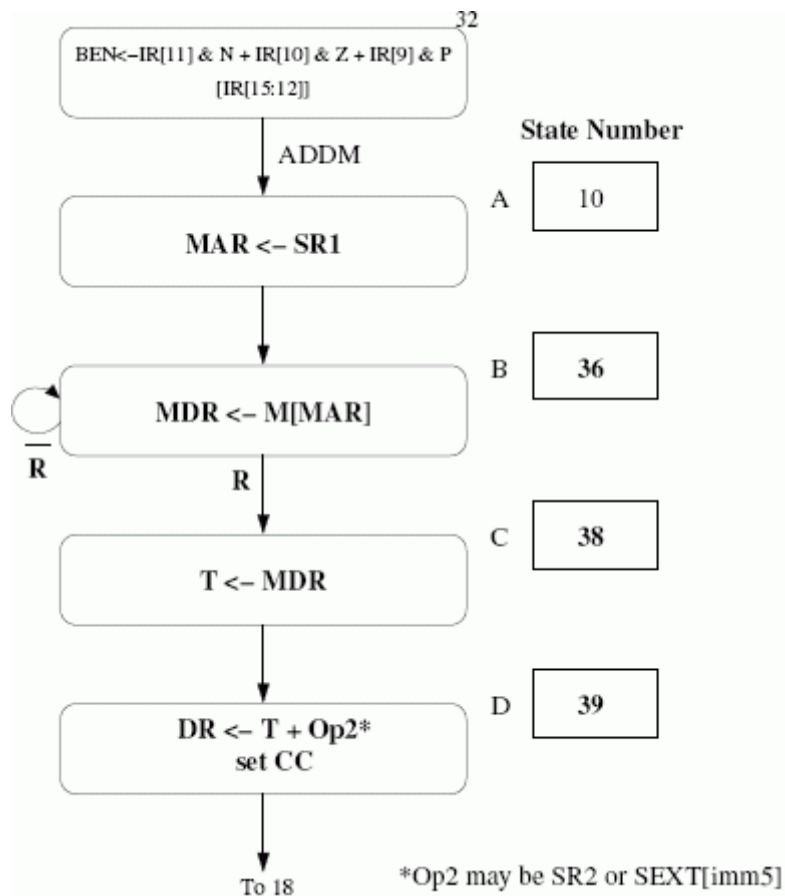 32
BEN<-IR[11] & N + IR[10] & Z + IR[9] & P
[IR[15:12]]
State Number
ADDM
A
10
MAR <- SR1
B
36
MDR <- M[MAR]
R
R
C
38
T <- MDR
D
39
DR <- T + Op2*
set CC
To 18
*Op2 may be SR2 or SEXT[imm5]